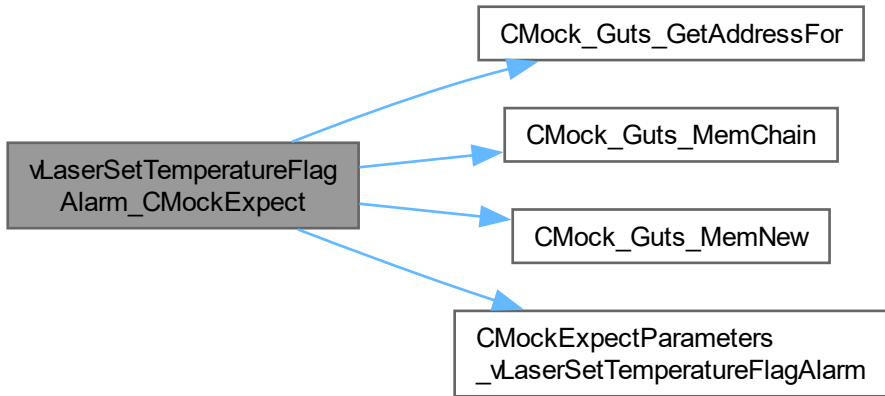 CMock_Guts_GetAddressFor
CMock_Guts_MemChain
vLaserSetTemperatureFlag
Alarm_CMockExpect
CMock_Guts_MemNew
CMockExpectParameters
_vLaserSetTemperatureFlagAlarm